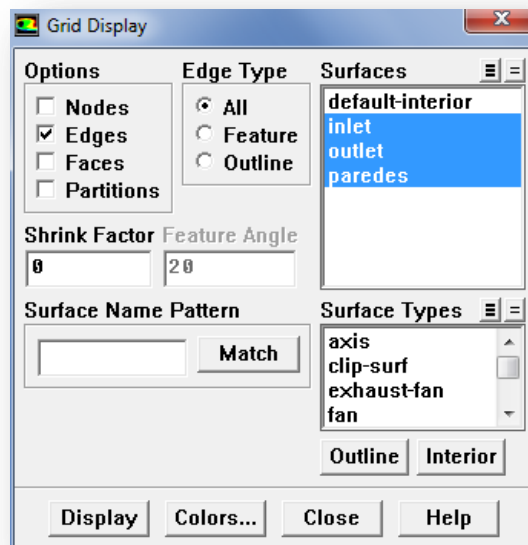 Grid Display
Options
Nodes
Edges
Faces
Partitions
Edge Type
All
Feature
Outline
Surfaces
default-interior
inlet
outlet
paredes
Shrink Factor
0
Feature Angle
20
Surface Name Pattern
Match
Surface Types
axis
clip-surf
exhaust-fan
fan
Outline
Interior
Display
Colors...
Close
Help